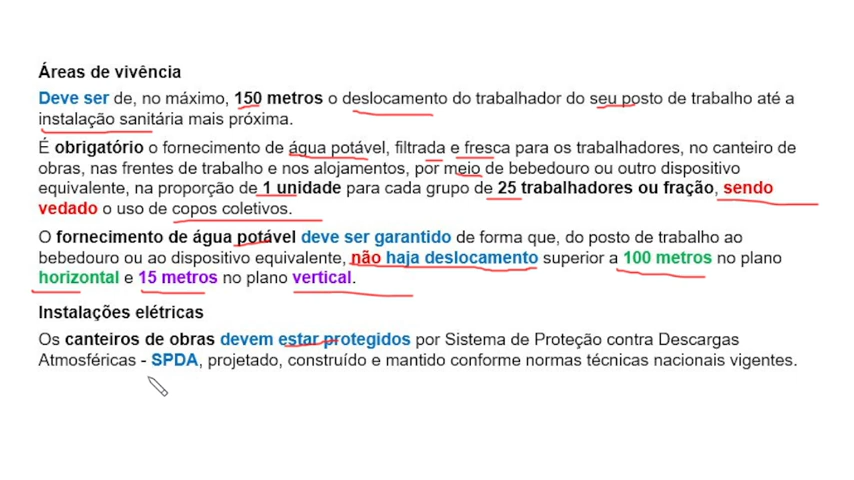 Áreas de vivência
Deve ser de, no máximo, 150 metros o deslocamento do trabalhador do seu posto de trabalho até a
instalação sanitária mais próxima.
É obrigatório o fornecimento de água potável, filtrada e fresca para os trabalhadores, no canteiro de
obras, nas frentes de trabalho e nos alojamentos, por meio de bebedouro ou outro dispositivo
equivalente, na proporção de 1 unidade para cada grupo de 25 trabalhadores ou fração, sendo
vedado o uso de copos coletivos.
O fornecimento de água potável deve ser garantido de forma que, do posto de trabalho ao
bebedouro ou ao dispositivo equivalente, não haja deslocamento superior a 100 metros no plano
horizontal e 15 metros no plano vertical.
Instalações elétricas
Os canteiros de obras devem estar protegidos por Sistema de Proteção contra Descargas
Atmosféricas - SPDA, projetado, construído e mantido conforme normas técnicas nacionais vigentes.